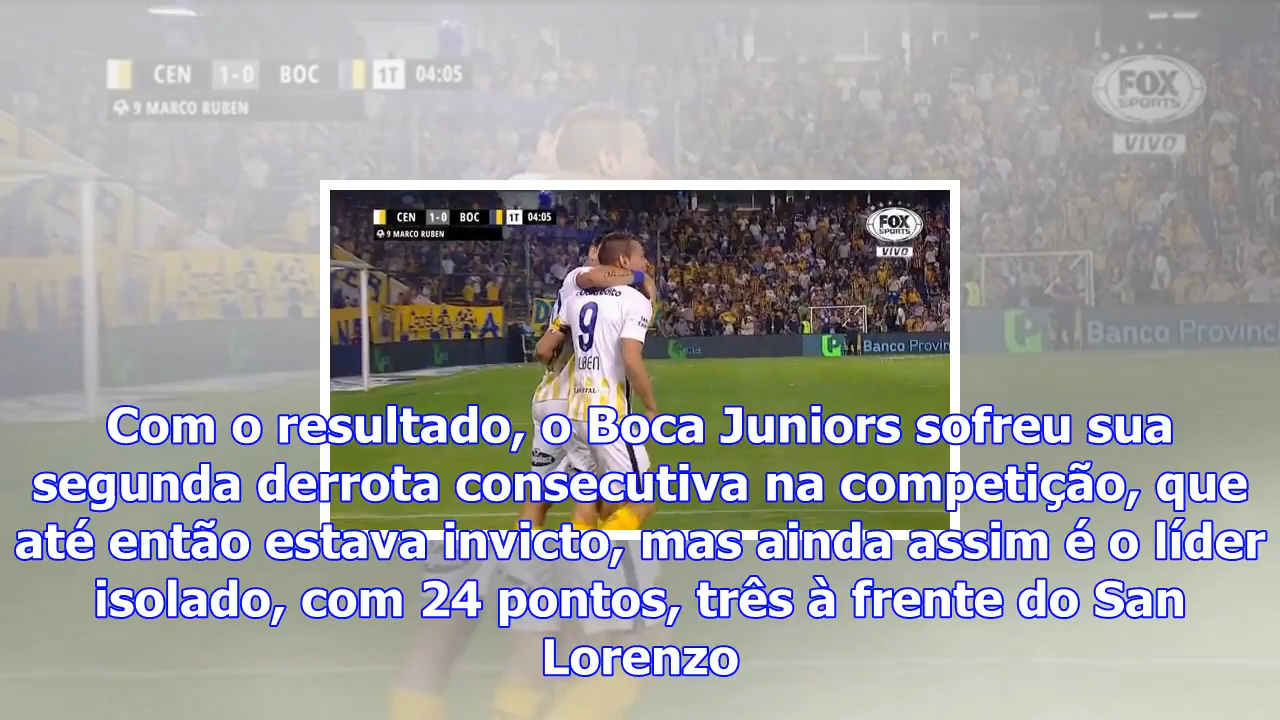 CEN 1-0 BOC 1T 04:05
9 MARCO RUBEN
FOX
SPORTS
VIVO
CEN 1-0 BOC 1T 04:05
9 MARCO RUBEN
FOX
SPORTS
VIVO
9
Banco Provinc
Banco Provin
Com o resultado, o Boca Juniors sofreu sua
segunda derrota consecutiva na competição, que
até então estava invicto, mas ainda assim é o líder
isolado, com 24 pontos, três à frente do San
Lorenzo